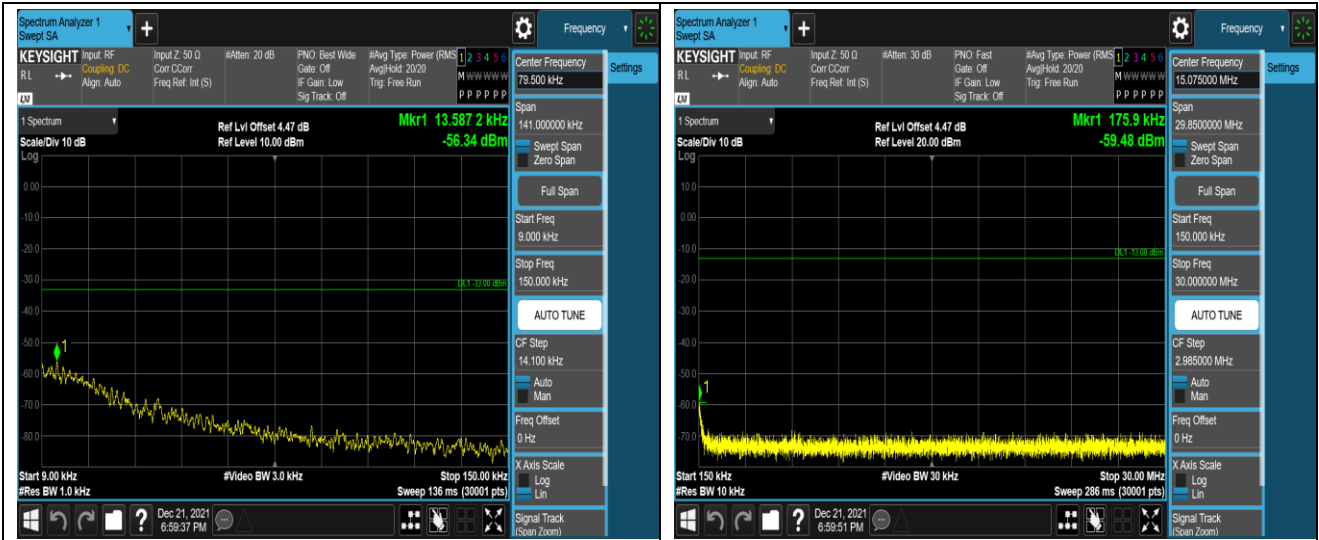 Spectrum Analyzer 1
Swept SA
+
Frequency
KEYSIGHT
RL
LXI
Input: RF
Coupling: DC
Align: Auto
Input Z: 50 Ω
Corr CCorr
Freq Ref: Int (S)
#Atten: 20 dB
PNO: Best Wide
Gate: Off
IF Gain: Low
Sig Track: Off
#Avg Type: Power (RMS
Avg|Hold: 20/20
Trig: Free Run
1 2 3 4 5 6
M W W W W W
P P P P P P
1 Spectrum
Scale/Div 10 dB
Log
Ref Lvl Offset 4.47 dB
Ref Level 10.00 dBm
Mkr1 13.587 2 kHz
-56.34 dBm
0.00
-10.0
-20.0
-30.0
-40.0
-50.0
-60.0
-70.0
-80.0
DL1 -33.00 dBm
1
Start 9.00 kHz
#Res BW 1.0 kHz
#Video BW 3.0 kHz
Stop 150.00 kHz
Sweep 136 ms (30001 pts)
Center Frequency
79.500 kHz
Settings
Span
141.000000 kHz
Swept Span
Zero Span
Full Span
Start Freq
9.000 kHz
Stop Freq
150.000 kHz
AUTO TUNE
CF Step
14.100 kHz
Auto
Man
Freq Offset
0 Hz
X Axis Scale
Log
Lin
Signal Track
(Span Zoom)
?
Dec 21, 2021
6:59:37 PM
Spectrum Analyzer 1
Swept SA
+
Frequency
KEYSIGHT
RL
LXI
Input: RF
Coupling: DC
Align: Auto
Input Z: 50 Ω
Corr CCorr
Freq Ref: Int (S)
#Atten: 30 dB
PNO: Fast
Gate: Off
IF Gain: Low
Sig Track: Off
#Avg Type: Power (RMS
Avg|Hold: 20/20
Trig: Free Run
1 2 3 4 5 6
M W W W W W
P P P P P P
1 Spectrum
Scale/Div 10 dB
Log
Ref Lvl Offset 4.47 dB
Ref Level 20.00 dBm
Mkr1 175.9 kHz
-59.48 dBm
10.0
0.00
-10.0
-20.0
-30.0
-40.0
-50.0
-60.0
-70.0
DL1 -13.00 dBm
1
Start 150 kHz
#Res BW 10 kHz
#Video BW 30 kHz
Stop 30.00 MHz
Sweep 286 ms (30001 pts)
Center Frequency
15.075000 MHz
Settings
Span
29.8500000 MHz
Swept Span
Zero Span
Full Span
Start Freq
150.000 kHz
Stop Freq
30.000000 MHz
AUTO TUNE
CF Step
2.985000 MHz
Auto
Man
Freq Offset
0 Hz
X Axis Scale
Log
Lin
Signal Track
(Span Zoom)
?
Dec 21, 2021
6:59:51 PM